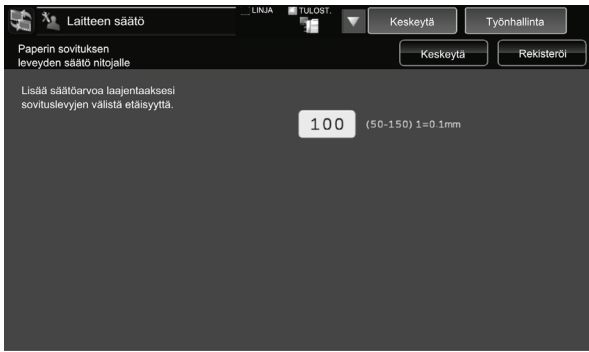 Laitteen säätö
LINJA
TULOST.
Keskeytä
Työnhallinta
Paperin sovituksen
leveyden säätö nitojalle
Keskeytä
Rekisteröi
Lisää säätöarvoa laajentaaksesi
sovituslevyjen välistä etäisyyttä.
100 (50-150) 1=0.1mm